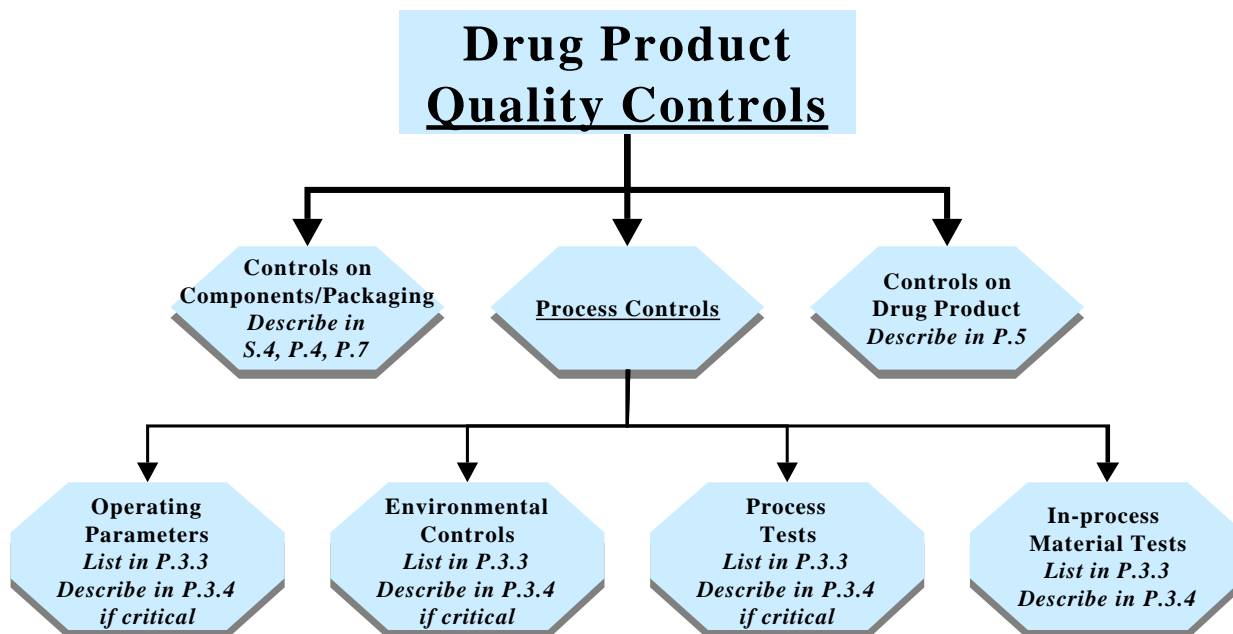 Drug Product
Quality Controls
Controls on
Components/Packaging
Describe in
S.4, P.4, P.7
Process Controls
Controls on
Drug Product
Describe in P.5
Operating
Parameters
List in P.3.3
Describe in P.3.4
if critical
Environmental
Controls
List in P.3.3
Describe in P.3.4
if critical
Process
Tests
List in P.3.3
Describe in P.3.4
if critical
In-process
Material Tests
List in P.3.3
Describe in P.3.4